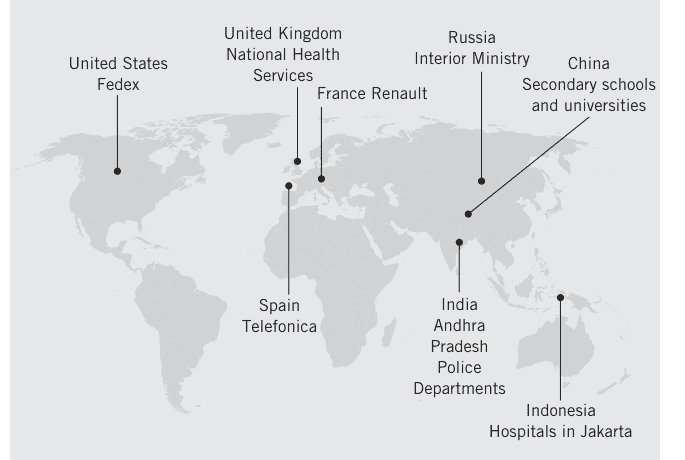 United States
Fedex
United Kingdom
National Health
Services
France Renault
Russia
Interior Ministry
China
Secondary schools
and universities
Spain
Telefonica
India
Andhra
Pradesh
Police
Departments
Indonesia
Hospitals in Jakarta